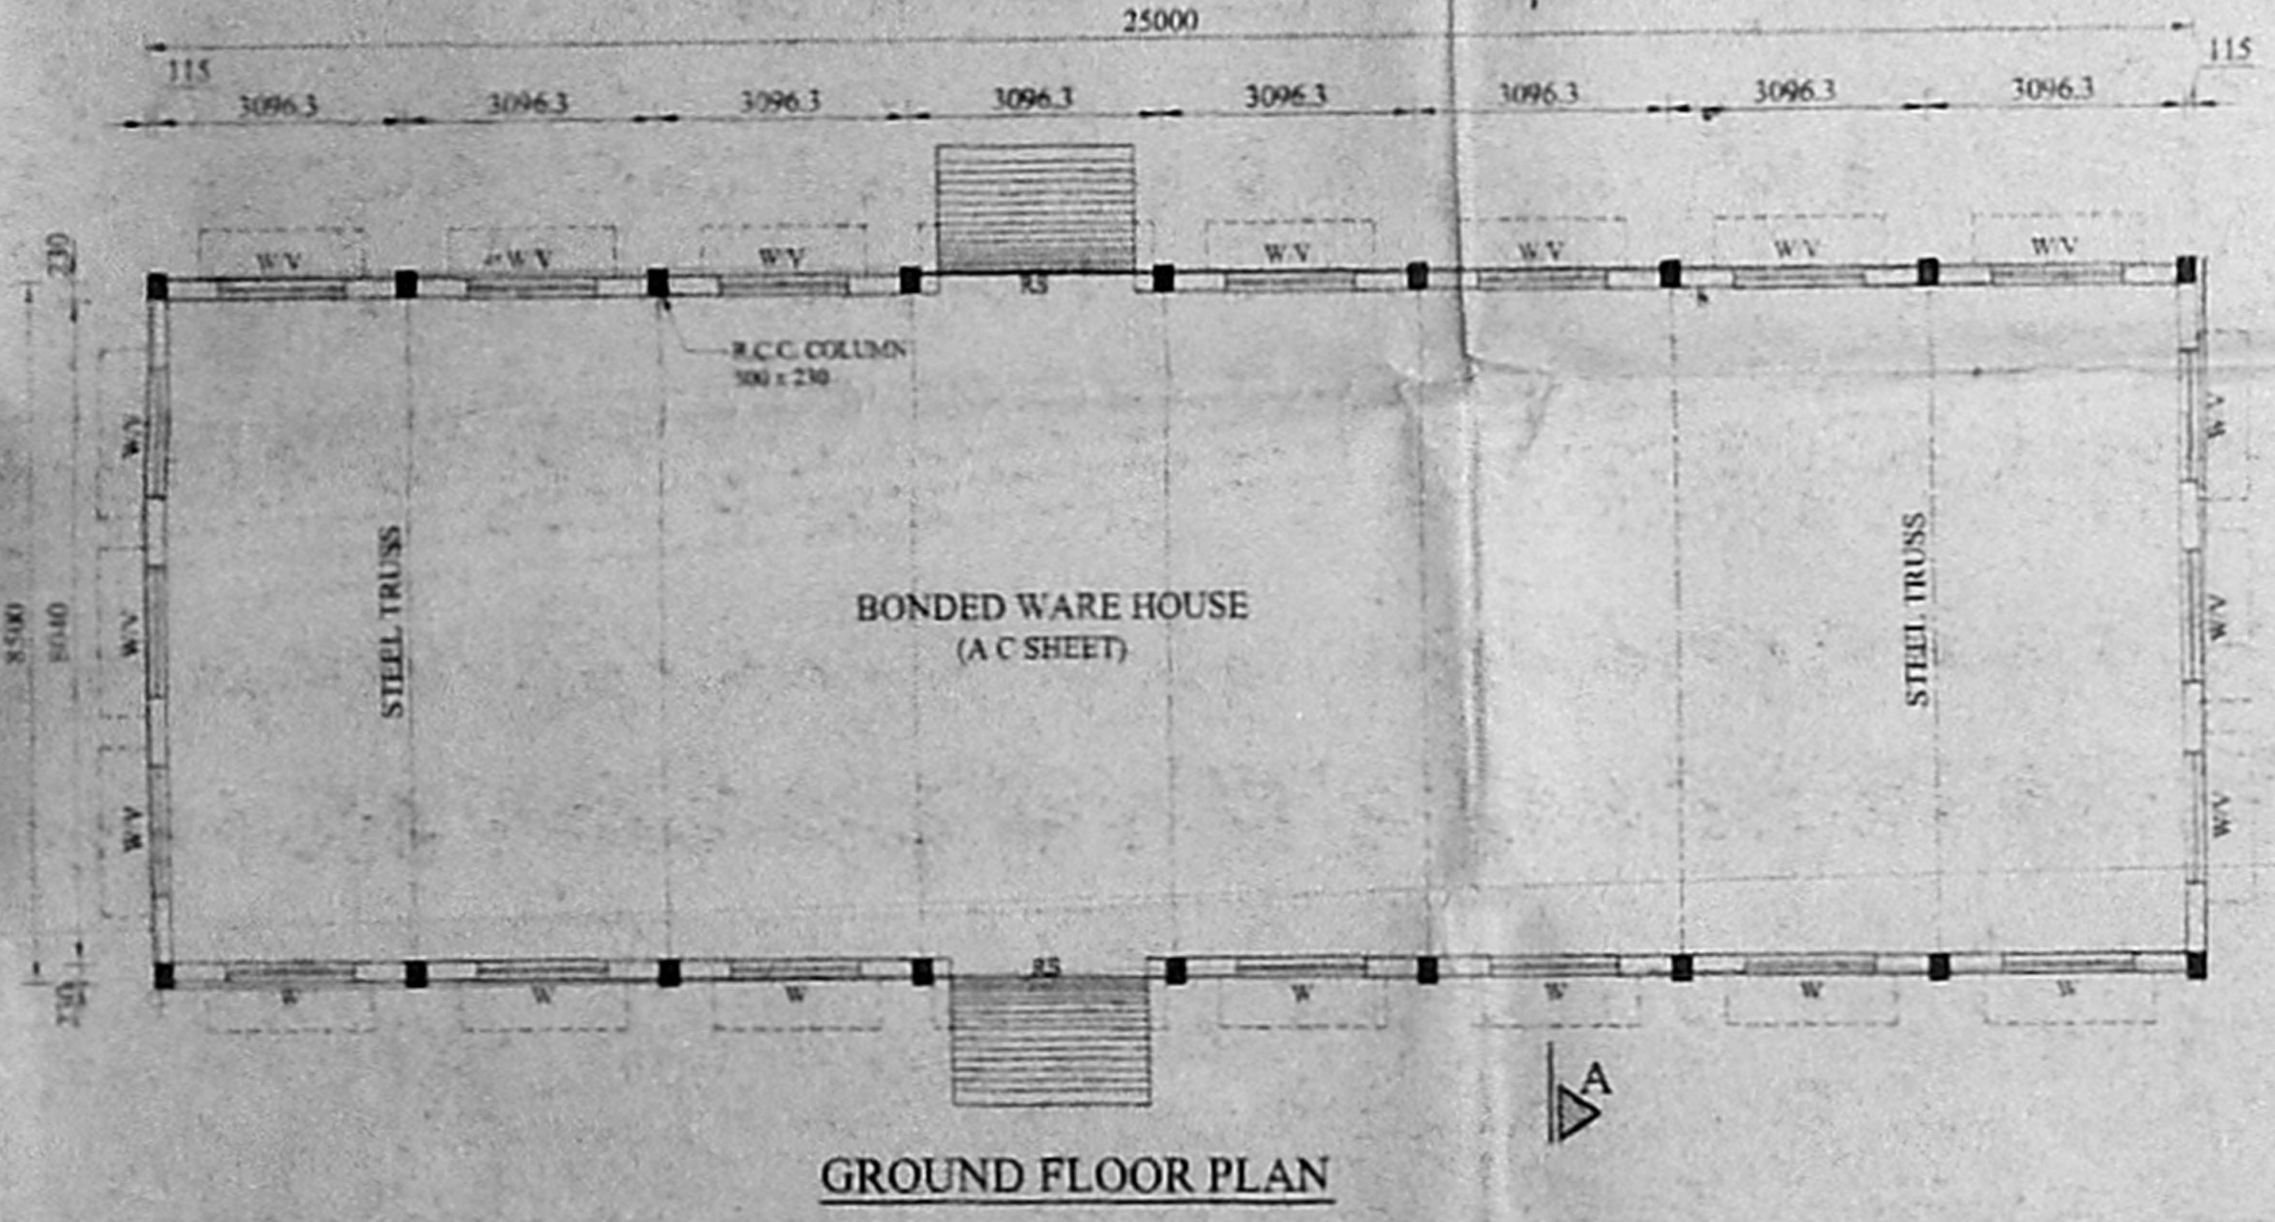 25000
115 115
3096.3 3096.3 3096.3 3096.3 3096.3 3096.3 3096.3 3096.3
230
W/V W/V W/V W/V W/V W/V W/V
RS
R.C.C. COLUMN
300 x 230
W/V W/V
STEEL TRUSS STEEL TRUSS
8500 8040
BONDED WARE HOUSE
(A C SHEET)
W/V W/V
W/V W/V
RS
230
W W W W W W W
A
GROUND FLOOR PLAN